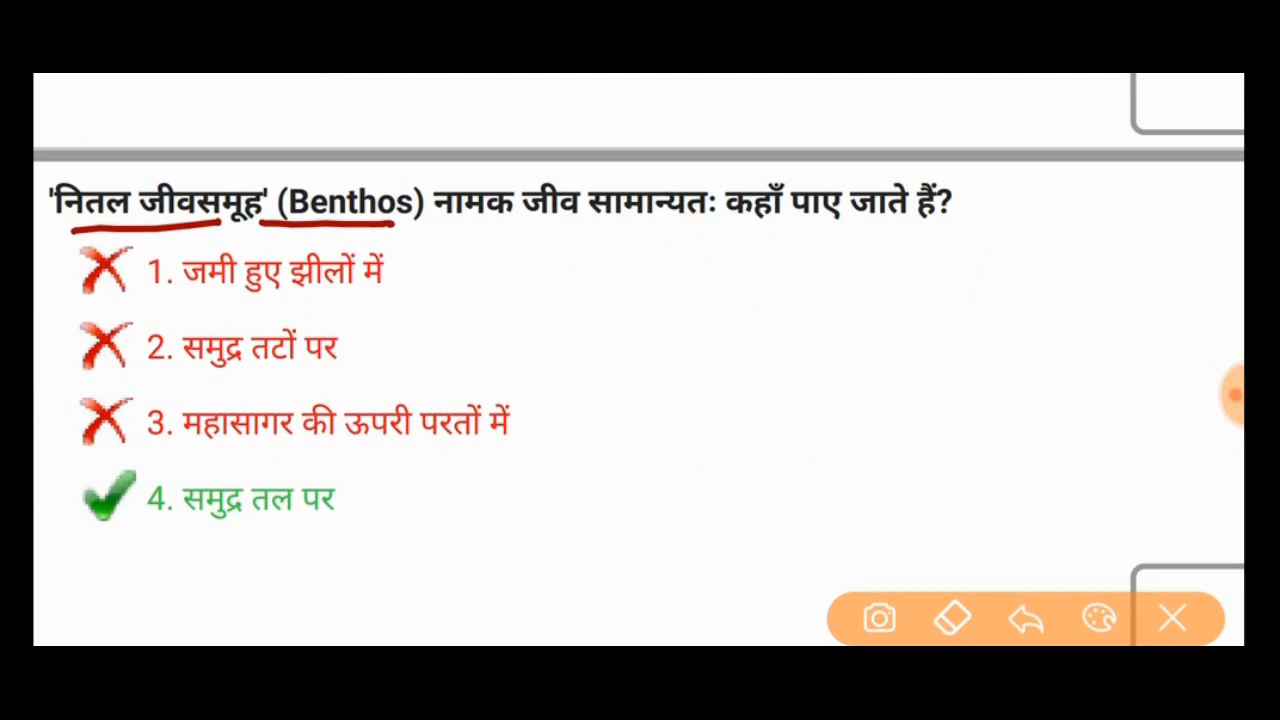 'नितल जीवसमूह' (Benthos) नामक जीव सामान्यतः कहाँ पाए जाते हैं?
1. जमी हुए झीलों में
2. समुद्र तटों पर
3. महासागर की ऊपरी परतों में
4. समुद्र तल पर